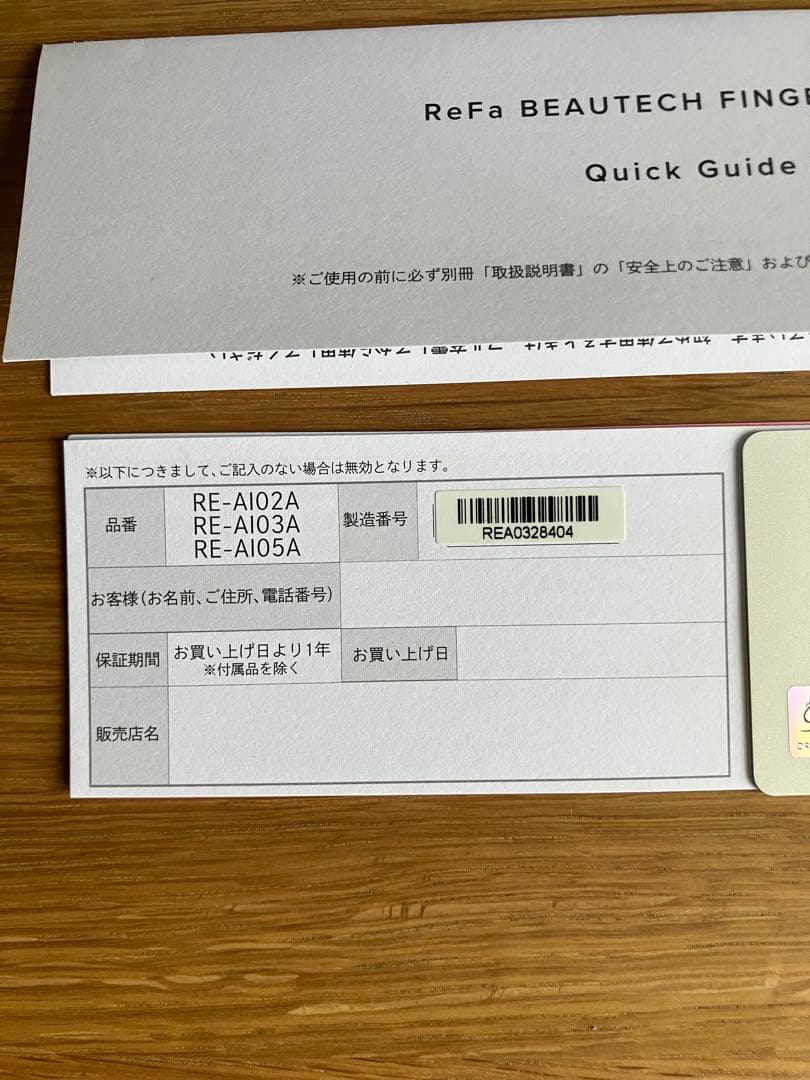 ReFa BEAUTECH FINGE
Quick Guide
※ご使用の前に必ず別冊「取扱説明書」の「安全上のご注意」および
※以下につきまして、ご記入のない場合は無効となります。
品番
RE-AI02A
RE-AI03A
RE-AI05A
製造番号
REA0328404
お客様(お名前、ご住所、電話番号)
保証期間
お買い上げ日より1年
※付属品を除く
お買い上げ日
販売店名